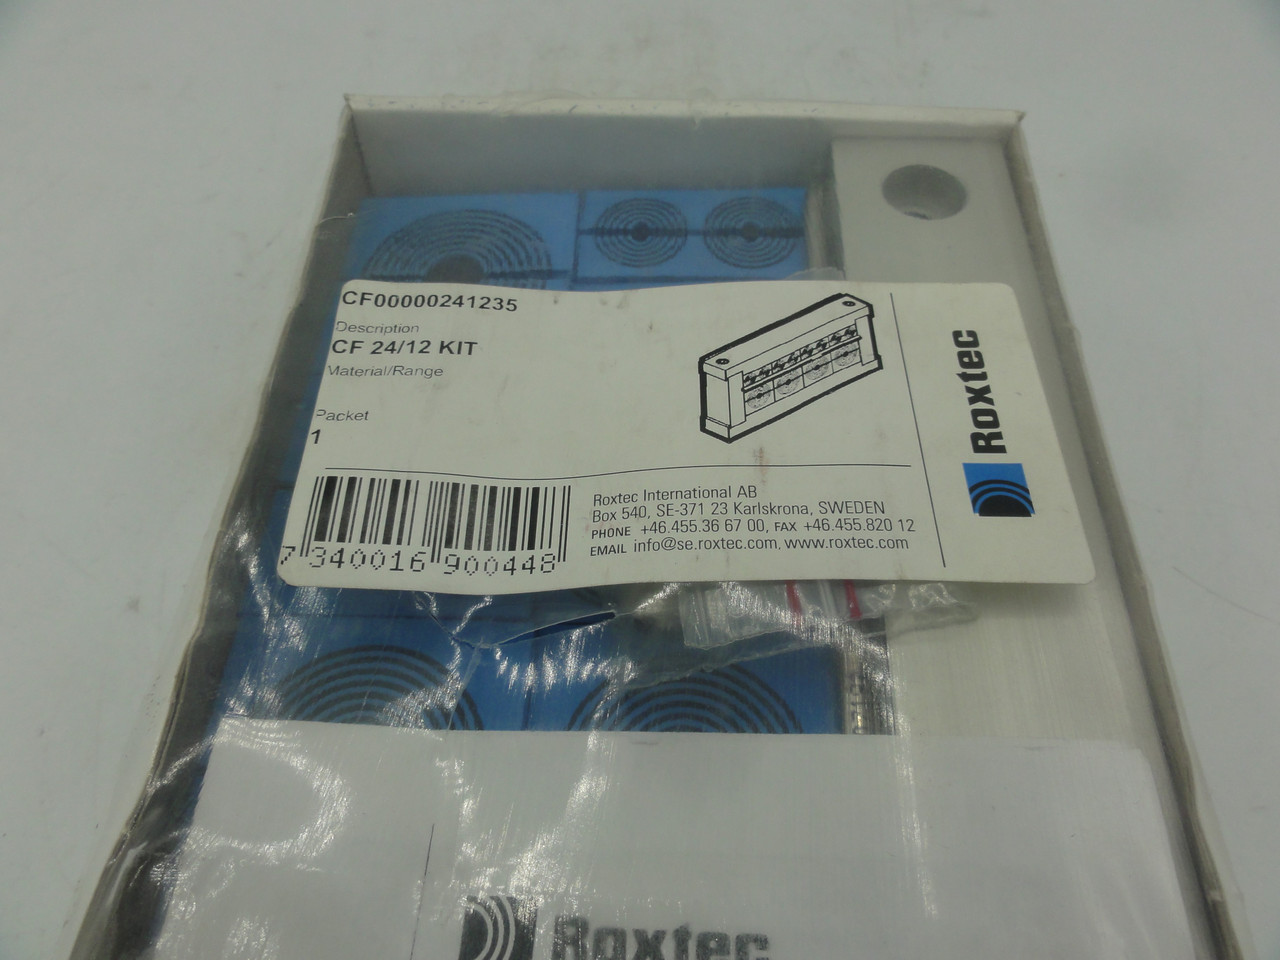 CF00000241235
Description
CF 24/12 KIT
Material/Range
Packet
1
7 340016 900448
Roxtec International AB
Box 540, SE-371 23 Karlskrona, SWEDEN
PHONE +46.455.36 67 00, FAX +46.455.820 12
EMAIL info@se.roxtec.com, www.roxtec.com
Roxtec
Roxtec